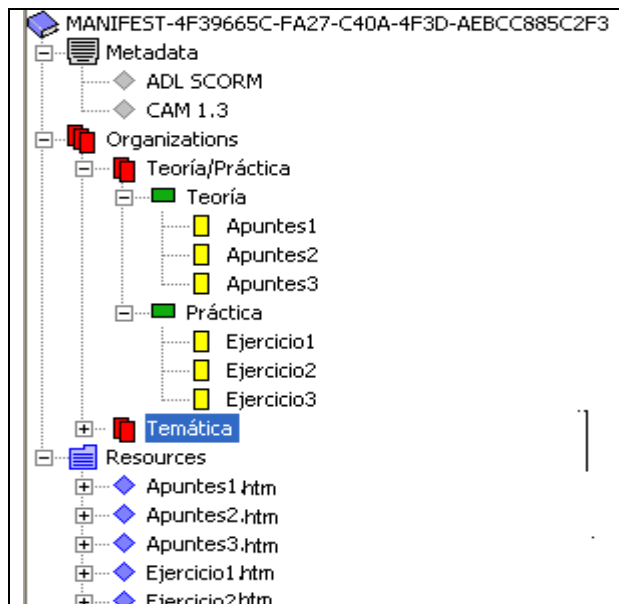 MANIFEST-4F39665C-FA27-C40A-4F3D-AEBCC885C2F3
Metadata
ADL SCORM
CAM 1.3
Organizations
Teoría/Práctica
Teoría
Apuntes1
Apuntes2
Apuntes3
Práctica
Ejercicio1
Ejercicio2
Ejercicio3
Temática
Resources
Apuntes1.htm
Apuntes2.htm
Apuntes3.htm
Ejercicio1.htm
Ejercicio2htm